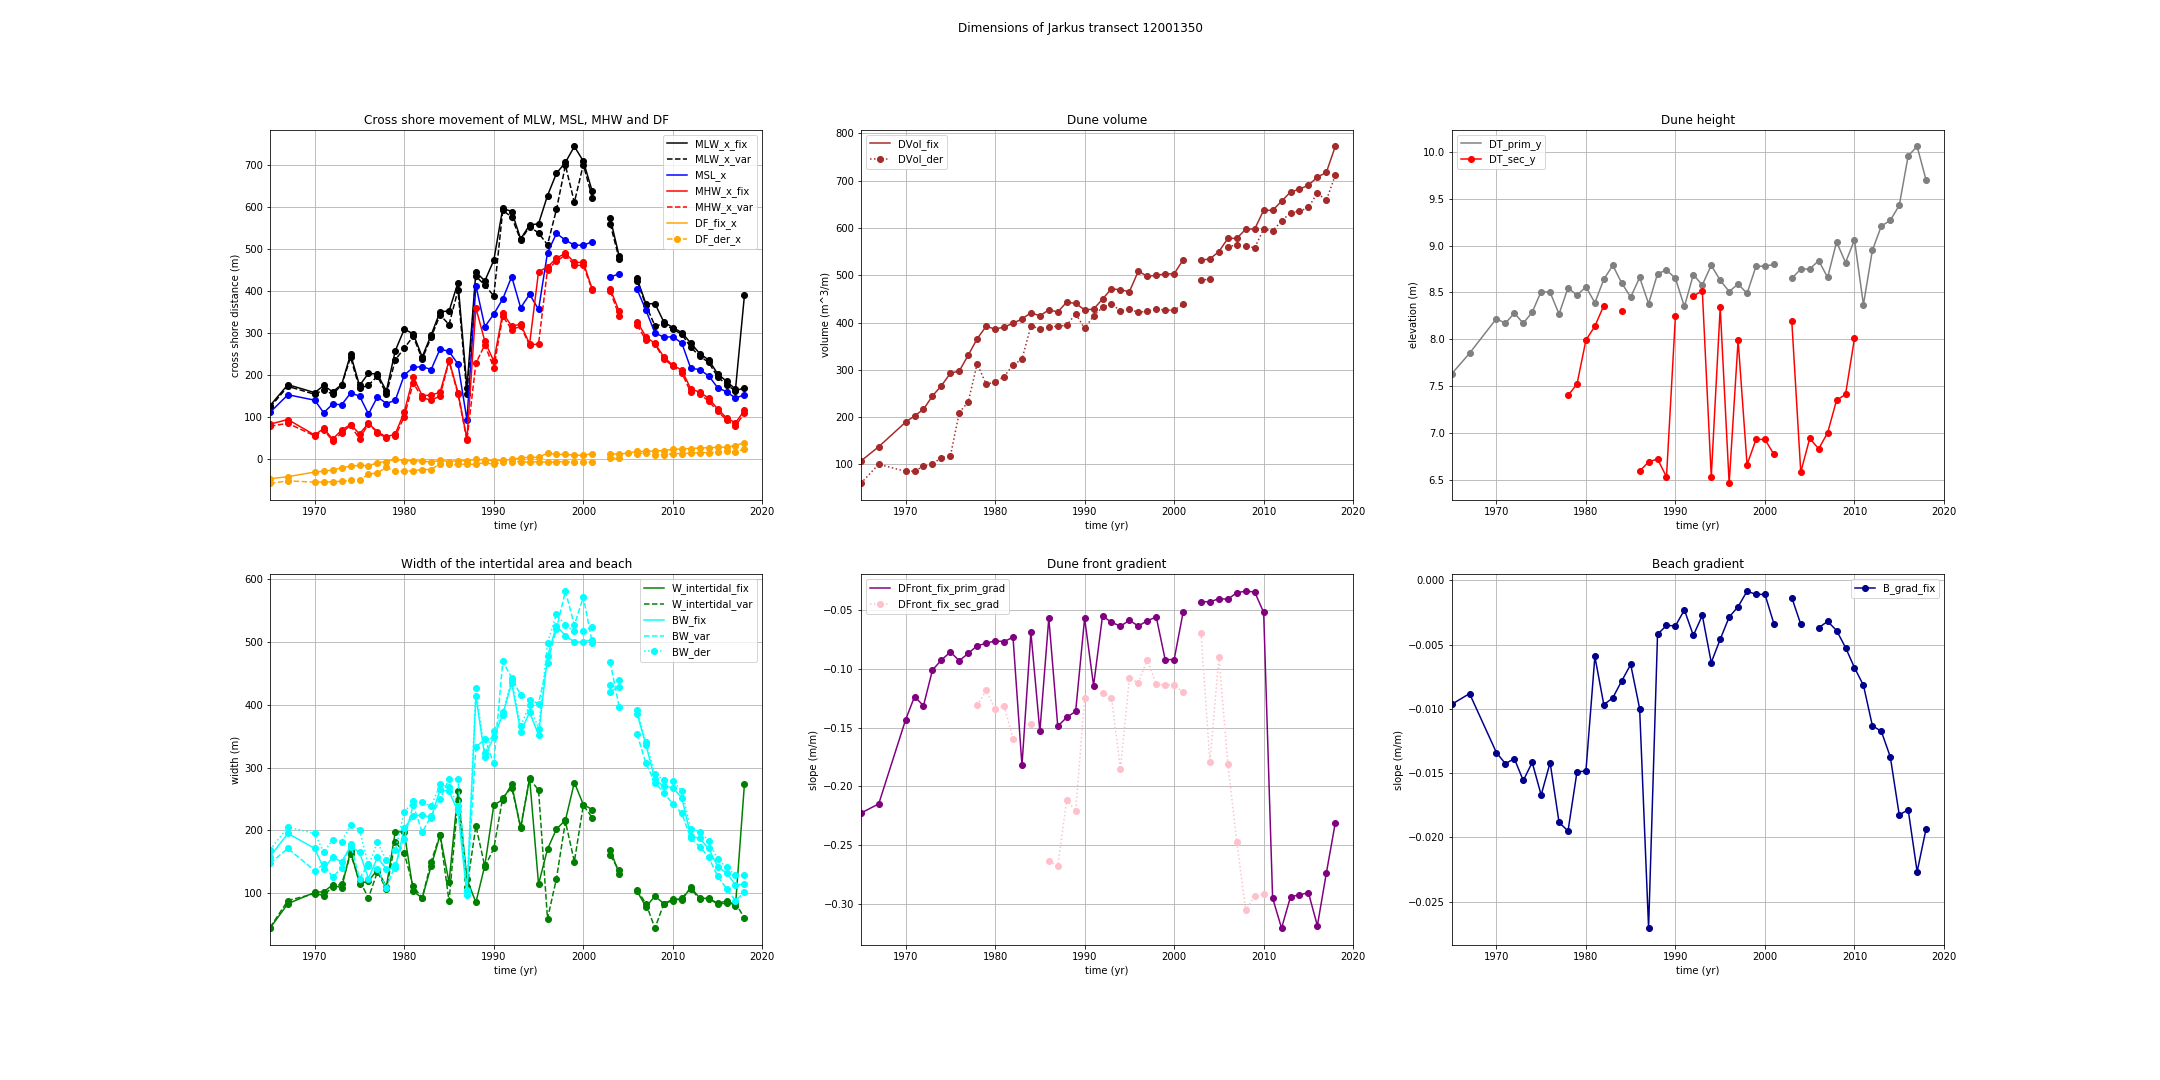 Dimensions of Jarkus transect 12001350
Cross shore movement of MLW, MSL, MHW and DF
cross shore distance (m)
700
600
500
400
300
200
100
0
MLW_x_fix
MLW_x_var
MSL_x
MHW_x_fix
MHW_x_var
DF_fix_x
DF_der_x
1970 1980 1990 2000 2010 2020
time (yr)
Dune volume
volume (m^3/m)
800
700
600
500
400
300
200
100
DVol_fix
DVol_der
1970 1980 1990 2000 2010 2020
time (yr)
Dune height
elevation (m)
10.0
9.5
9.0
8.5
8.0
7.5
7.0
6.5
DT_prim_y
DT_sec_y
1970 1980 1990 2000 2010 2020
time (yr)
Width of the intertidal area and beach
width (m)
600
500
400
300
200
100
W_intertidal_fix
W_intertidal_var
BW_fix
BW_var
BW_der
1970 1980 1990 2000 2010 2020
time (yr)
Dune front gradient
slope (m/m)
−0.05
−0.10
−0.15
−0.20
−0.25
−0.30
DFront_fix_prim_grad
DFront_fix_sec_grad
1970 1980 1990 2000 2010 2020
time (yr)
Beach gradient
slope (m/m)
0.000
−0.005
−0.010
−0.015
−0.020
−0.025
B_grad_fix
1970 1980 1990 2000 2010 2020
time (yr)